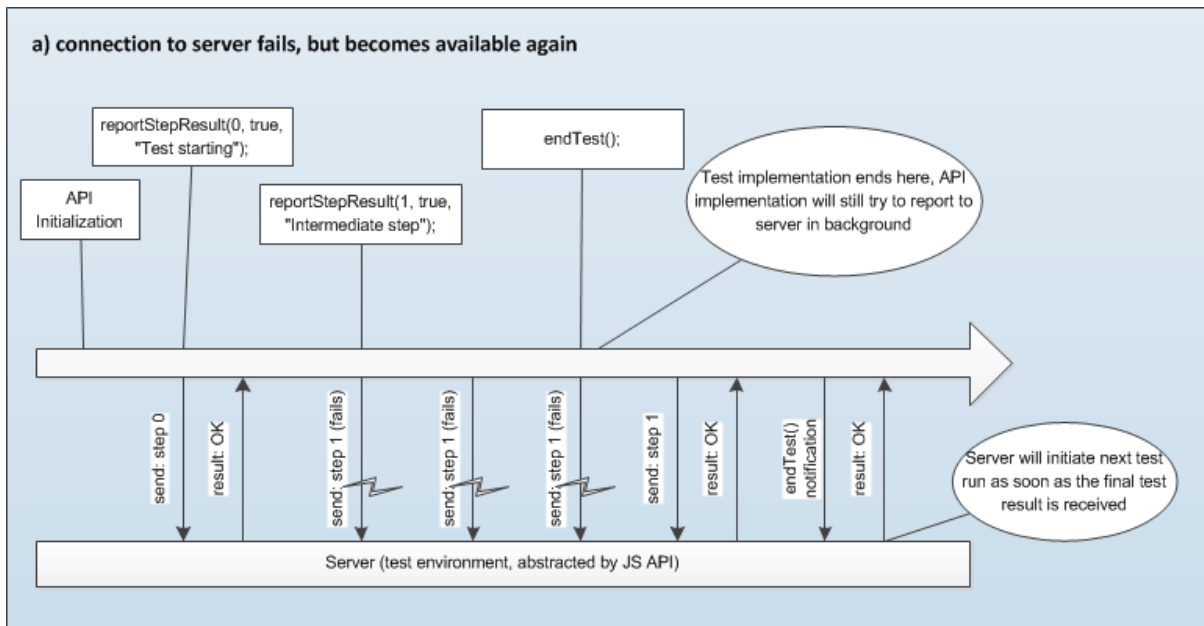 a) connection to server fails, but becomes available again
reportStepResult(0, true,
"Test starting");
endTest();
API
Initialization
reportStepResult(1, true,
"Intermediate step");
Test implementation ends here, API
implementation will still try to report to
server in background
send: step 0
result: OK
send: step 1 (fails)
send: step 1 (fails)
send: step 1 (fails)
send: step 1
result: OK
endTest()
notification
result: OK
Server will initiate next test
run as soon as the final test
result is received
Server (test environment, abstracted by JS API)